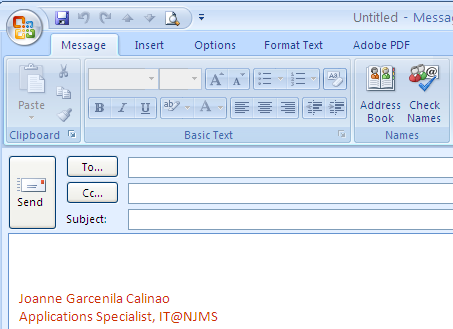 Untitled - Messa
Message Insert Options Format Text Adobe PDF
Paste
B I U ab A
A A
Address Book
Check Names
Clipboard Basic Text Names
To...
Cc...
Send
Subject:
Joanne Garcenila Calinao
Applications Specialist, IT@NJMS